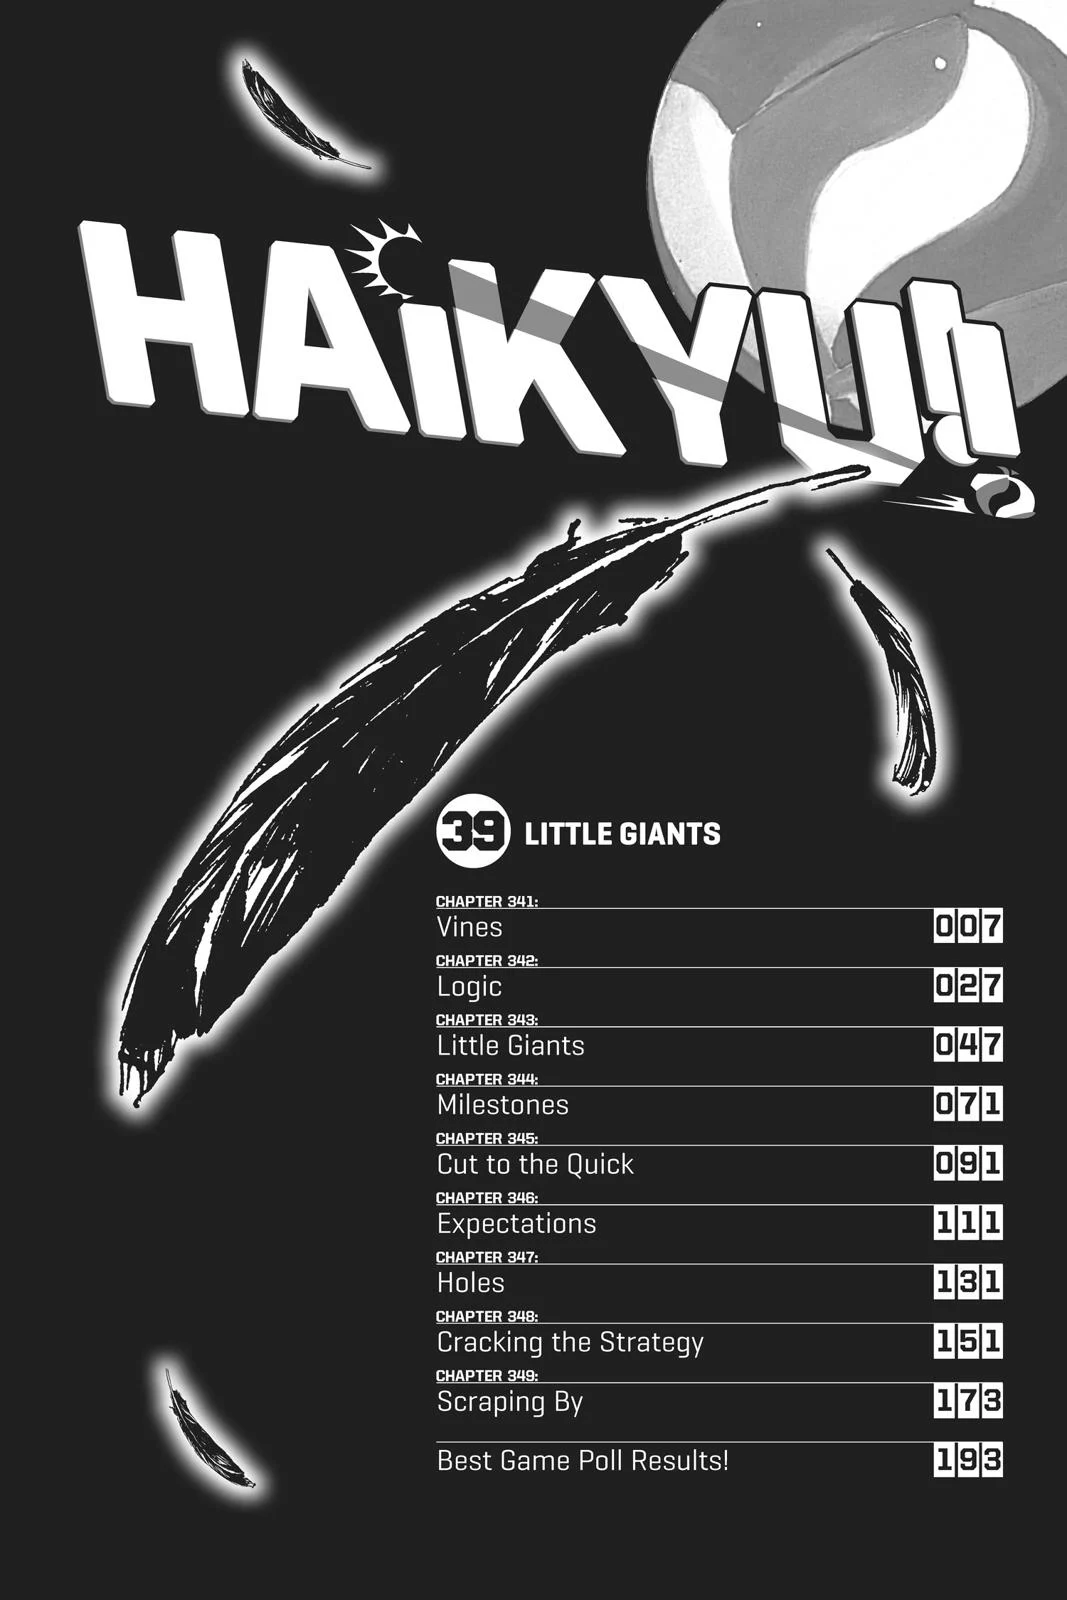 HAiKYU!!
39 LITTLE GIANTS
CHAPTER 341:
Vines 007
CHAPTER 342:
Logic 027
CHAPTER 343:
Little Giants 047
CHAPTER 344:
Milestones 071
CHAPTER 345:
Cut to the Quick 091
CHAPTER 346:
Expectations 111
CHAPTER 347:
Holes 131
CHAPTER 348:
Cracking the Strategy 151
CHAPTER 349:
Scraping By 173
Best Game Poll Results! 193